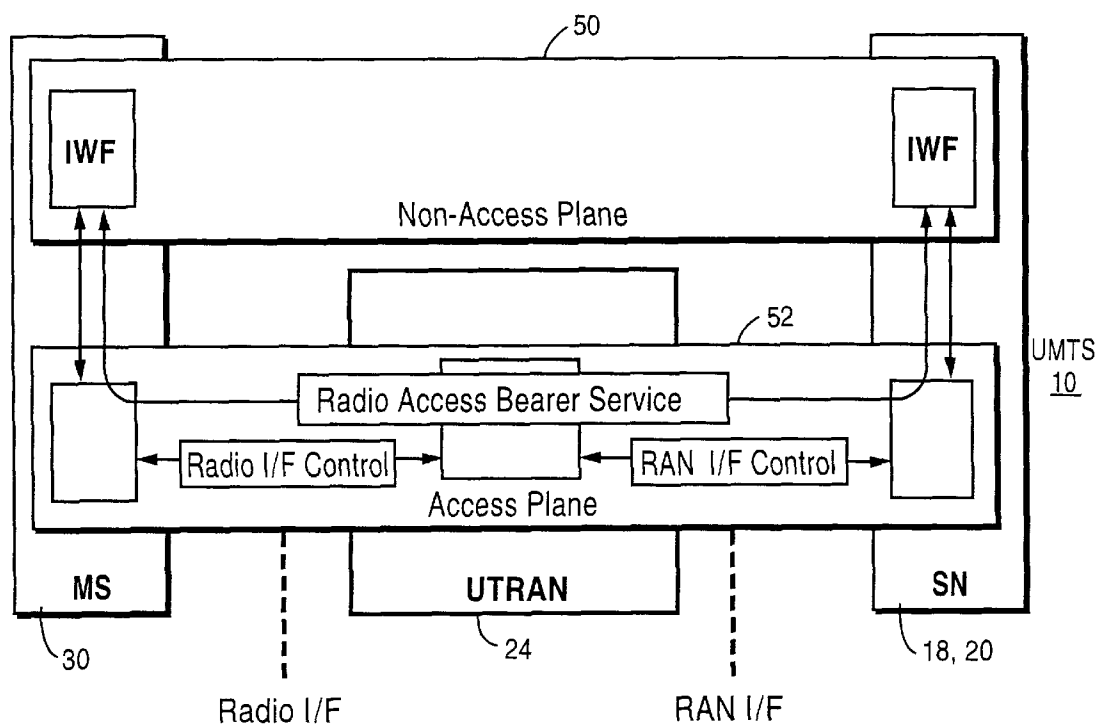 50
IWF
IWF
Non-Access Plane
52
UMTS
10
Radio Access Bearer Service
Radio I/F Control
RAN I/F Control
Access Plane
MS
UTRAN
SN
30
24
18, 20
Radio I/F
RAN I/F